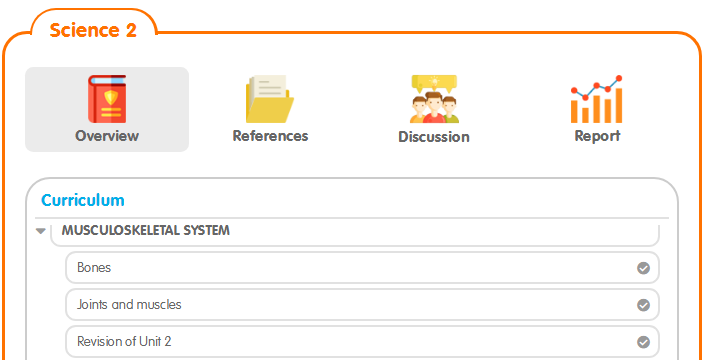 Science 2
Overview
References
Discussion
Report
Curriculum
MUSCULOSKELETAL SYSTEM
Bones
Joints and muscles
Revision of Unit 2